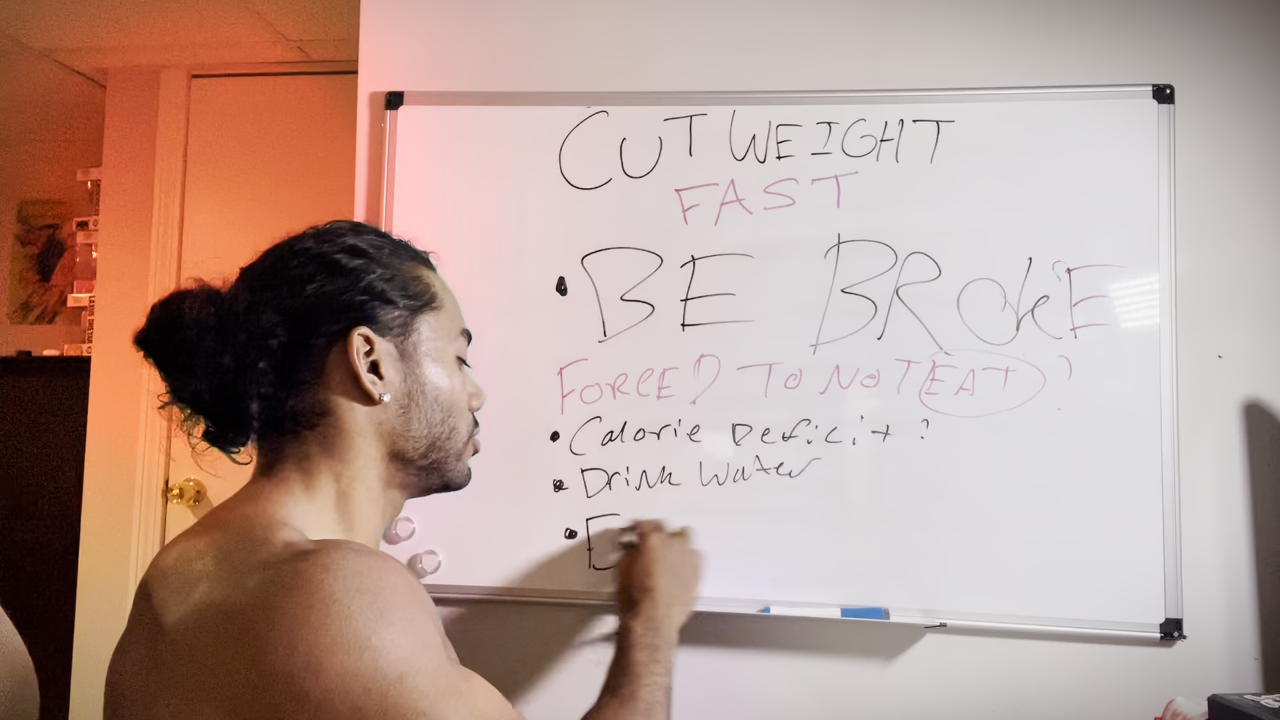 CUT WEIGHT
FAST
• BE BROKE
FORCED TO NOT EAT ?
• Calorie Deficit ?
• Drink Water
• E